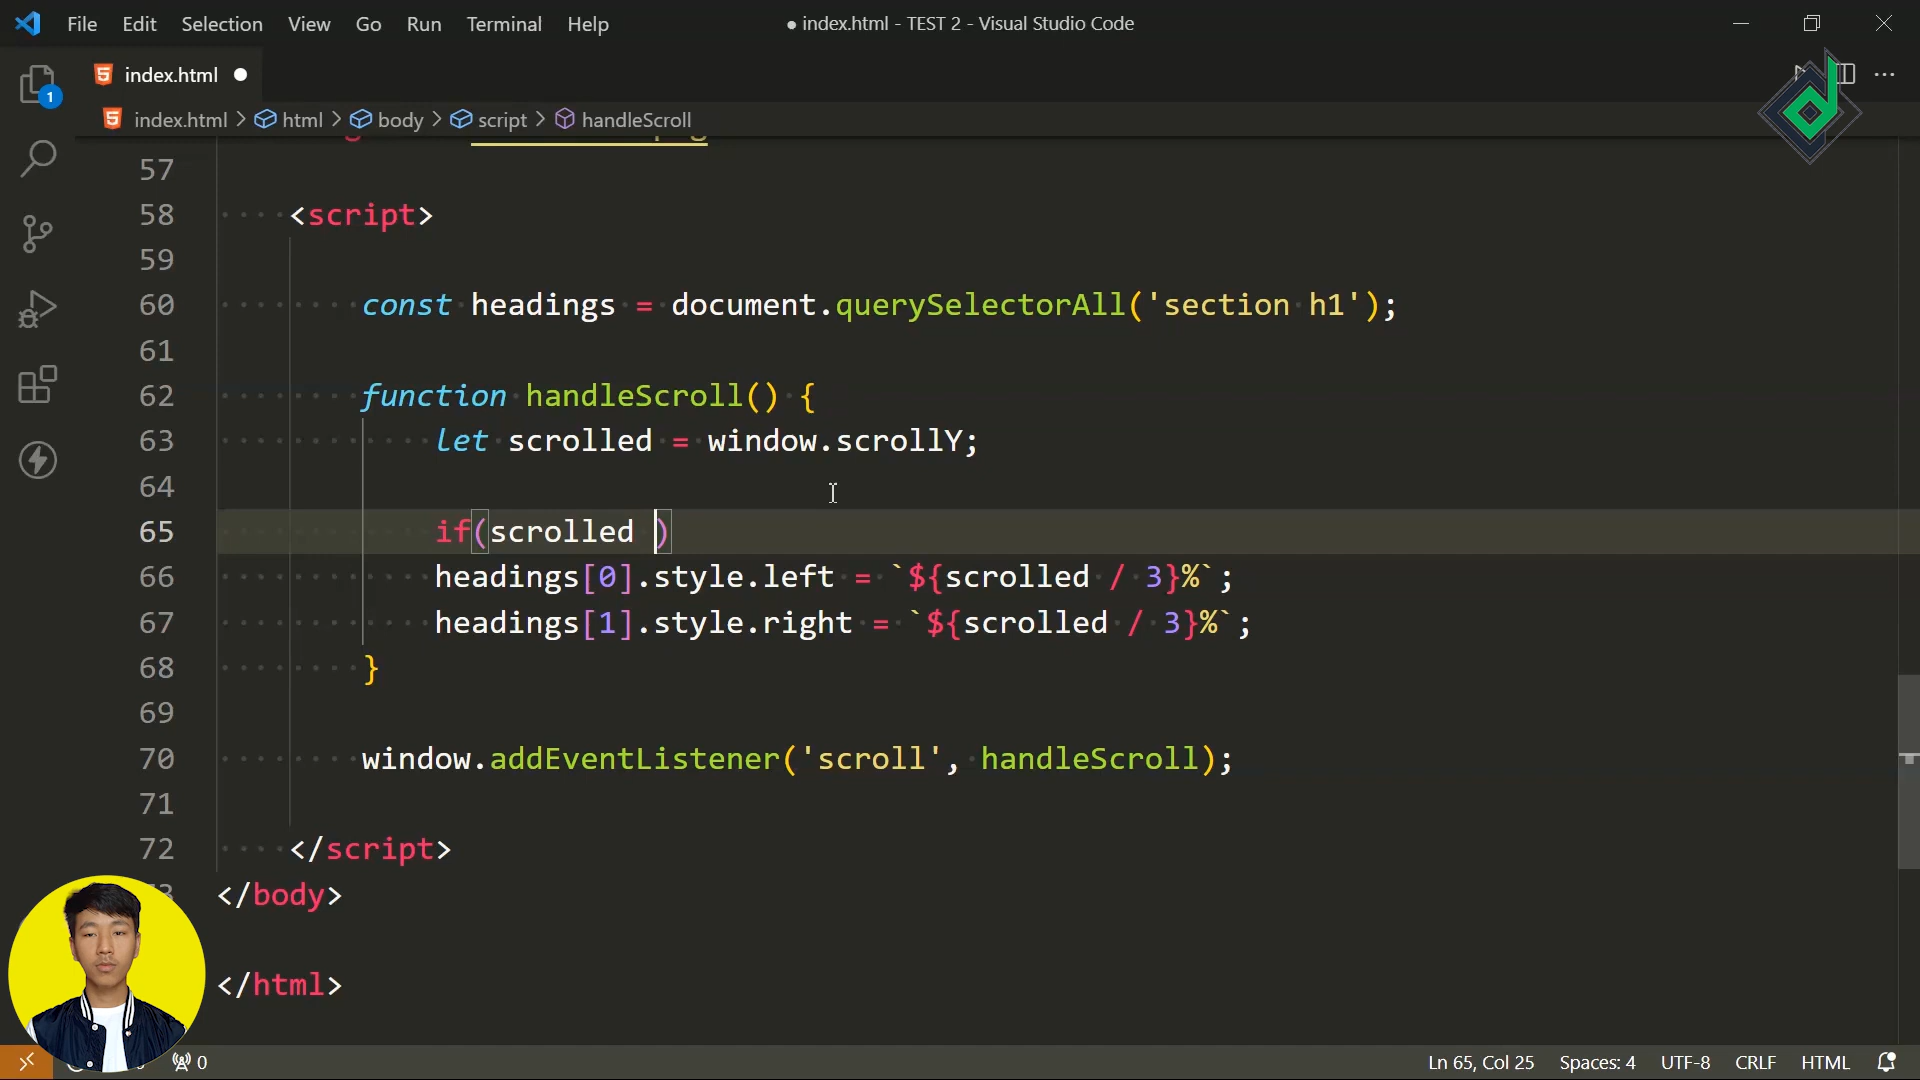 File Edit Selection View Go Run Terminal Help
● index.html - TEST 2 - Visual Studio Code
index.html ●
1
index.html > html > body > script > handleScroll
57
58 <script>
59
60 const headings = document.querySelectorAll('section h1');
61
62 function handleScroll() {
63 let scrolled = window.scrollY;
64
65 if(scrolled )
66 headings[0].style.left = `${scrolled / 3}%`;
67 headings[1].style.right = `${scrolled / 3}%`;
68 }
69
70 window.addEventListener('scroll', handleScroll);
71
72 </script>
</body>
</html>
0 Ln 65, Col 25 Spaces: 4 UTF-8 CRLF HTML